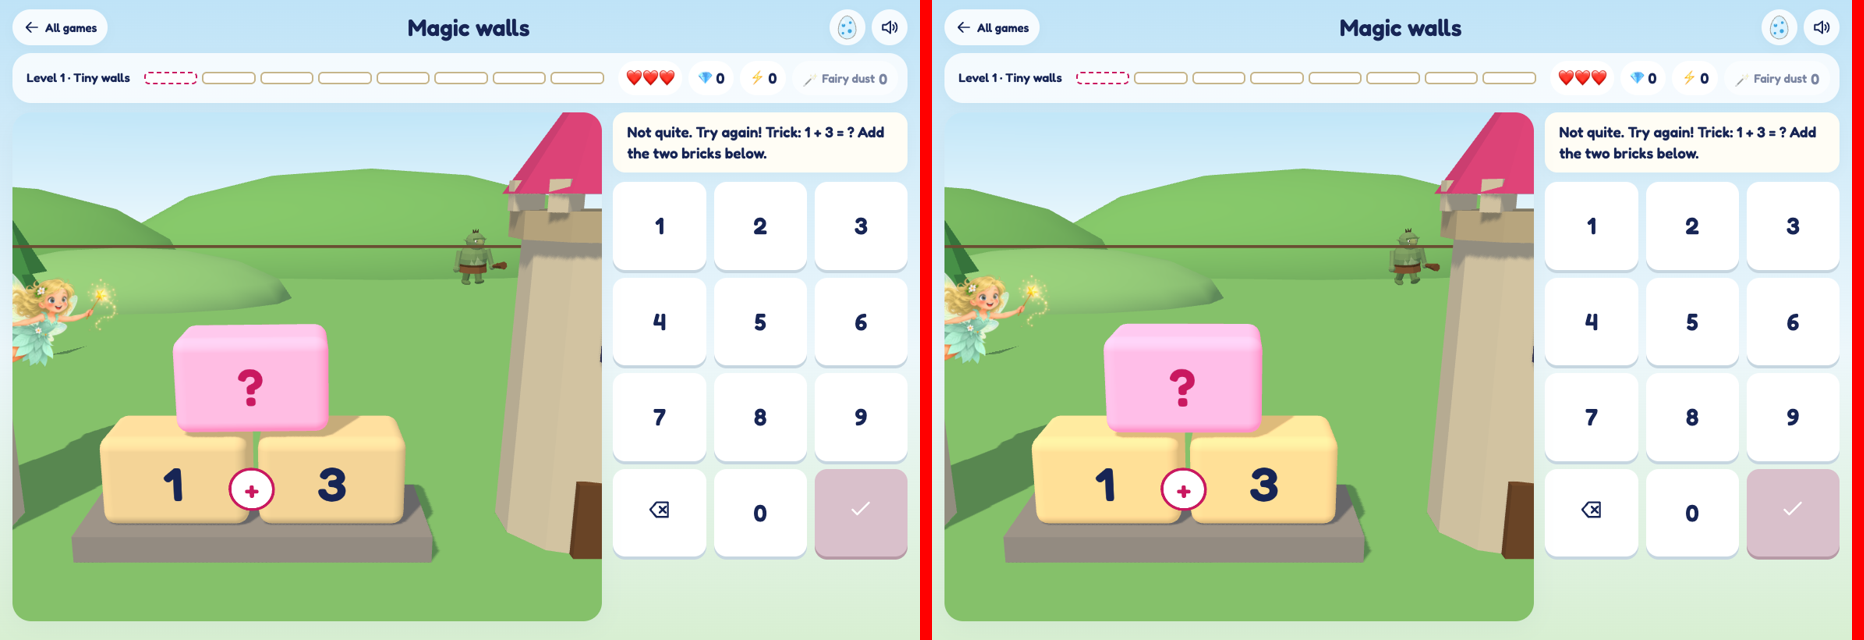 All games
Magic walls
Level 1 · Tiny walls
0
0
Fairy dust 0
Not quite. Try again! Trick: 1 + 3 = ? Add
the two bricks below.
1 2 3
4 5 6
7 8 9
0
?
1 + 3
All games
Magic walls
Level 1 · Tiny walls
0
0
Fairy dust 0
Not quite. Try again! Trick: 1 + 3 = ? Add
the two bricks below.
1 2 3
4 5 6
7 8 9
0
?
1 + 3